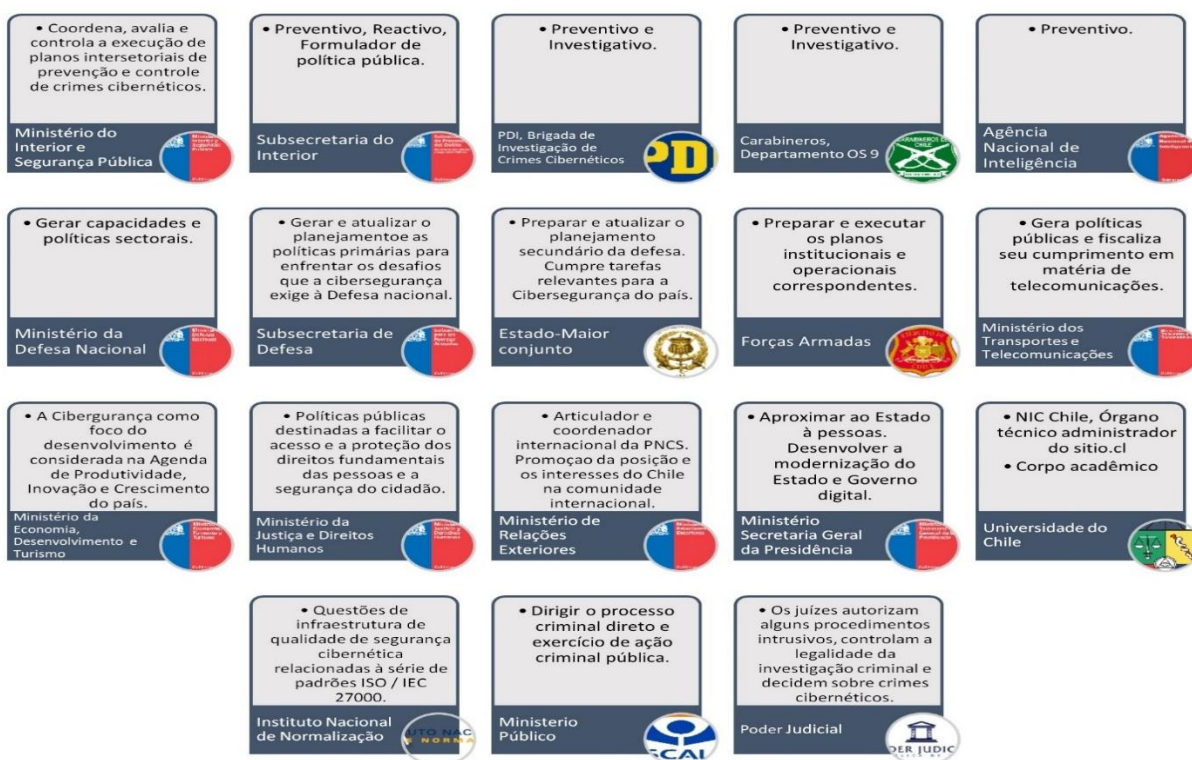 • Coordena, avalia e
controla a execução de
planos intersetoriais de
prevenção e controle
de crimes cibernéticos.
Ministério do
Interior e
Segurança Pública
• Preventivo, Reactivo,
Formulador de
política pública.
Subsecretaria do
Interior
• Preventivo e
Investigativo.
PDI, Brigada de
Investigação de
Crimes Cibernéticos
PD
• Preventivo e
Investigativo.
Carabineros,
Departamento OS 9
• Preventivo.
Agência
Nacional de
Inteligência
• Gerar capacidades e
políticas sectorais.
Ministério da
Defesa Nacional
• Gerar e atualizar o
planejamentoe as
políticas primárias para
enfrentar os desafios
que a cibersegurança
exige à Defesa nacional.
Subsecretaria de
Defesa
• Preparar e atualizar o
planejamento
secundário da defesa.
Cumpre tarefas
relevantes para a
Cibersegurança do país.
Estado-Maior
conjunto
• Preparar e executar
os planos
institucionais e
operacionais
correspondentes.
Forças Armadas
• Gera políticas
públicas e fiscaliza
seu cumprimento em
matéria de
telecomunicações.
Ministério dos
Transportes e
Telecomunicações
• A Cibergurança como
foco do
desenvolvimento é
considerada na Agenda
de Produtividade,
Inovação e Crescimento
do país.
Ministério da
Economia,
Desenvolvimento e
Turismo
• Políticas públicas
destinadas a facilitar o
acesso e a proteção dos
direitos fundamentais
das pessoas e a
segurança do cidadão.
Ministério da
Justiça e Direitos
Humanos
• Articulador e
coordenador
internacional da PNCS.
Promoçao da posição e
os interesses do Chile
na comunidade
internacional.
Ministério de
Relações
Exteriores
• Aproximar ao Estado
à pessoas.
Desenvolver a
modernização do
Estado e Governo
digital.
Ministério
Secretaria Geral
da Presidência
• NIC Chile, Órgano
técnico administrador
do sitio.cl
• Corpo acadêmico
Universidade do
Chile
• Questões de
infraestrutura de
qualidade de segurança
cibernética
relacionadas à série de
padrões ISO / IEC
27000.
Instituto Nacional
de Normalização
UTO NAC
NORMA
• Dirigir o processo
criminal direto e
exercício de ação
criminal pública.
Ministerio
Público
SCAL
• Os juízes autorizam
alguns procedimentos
intrusivos, controlam a
legalidade da
investigação criminal e
decidem sobre crimes
cibernéticos.
Poder Judicial
DER JUDIC